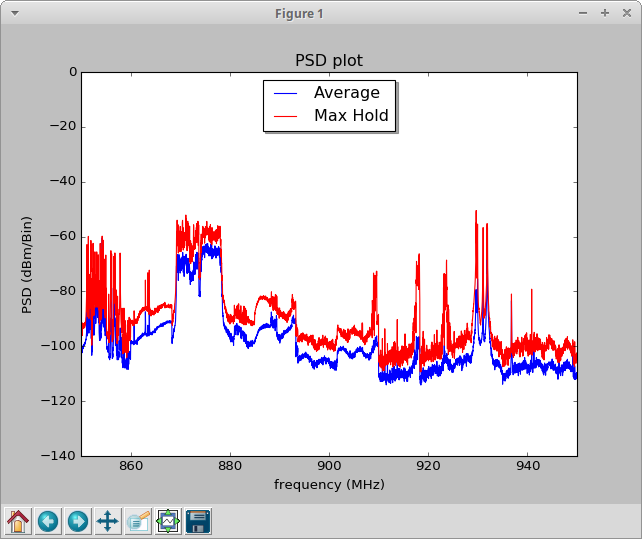 Figure 1
PSD plot
Average
Max Hold
0
−20
−40
−60
−80
−100
−120
−140
PSD (dBm/Bin)
860 880 900 920 940
frequency (MHz)